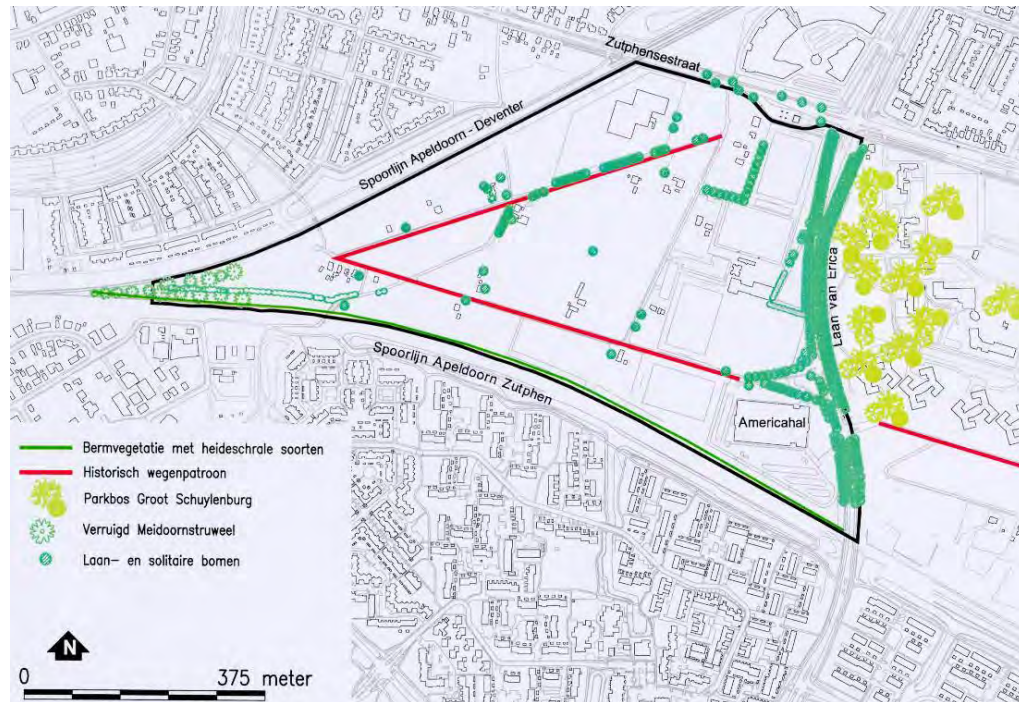 Zutphensestraat
Spoorlijn Apeldoorn - Deventer
Laan van Erica
Spoorlijn Apeldoorn Zutphen
Americahal
Bermvegetatie met heideschrale soorten
Historisch wegenpatroon
Parkbos Groot Schuylenburg
Verruigd Meidoornstruweel
Laan- en solitaire bomen
N
0 375 meter